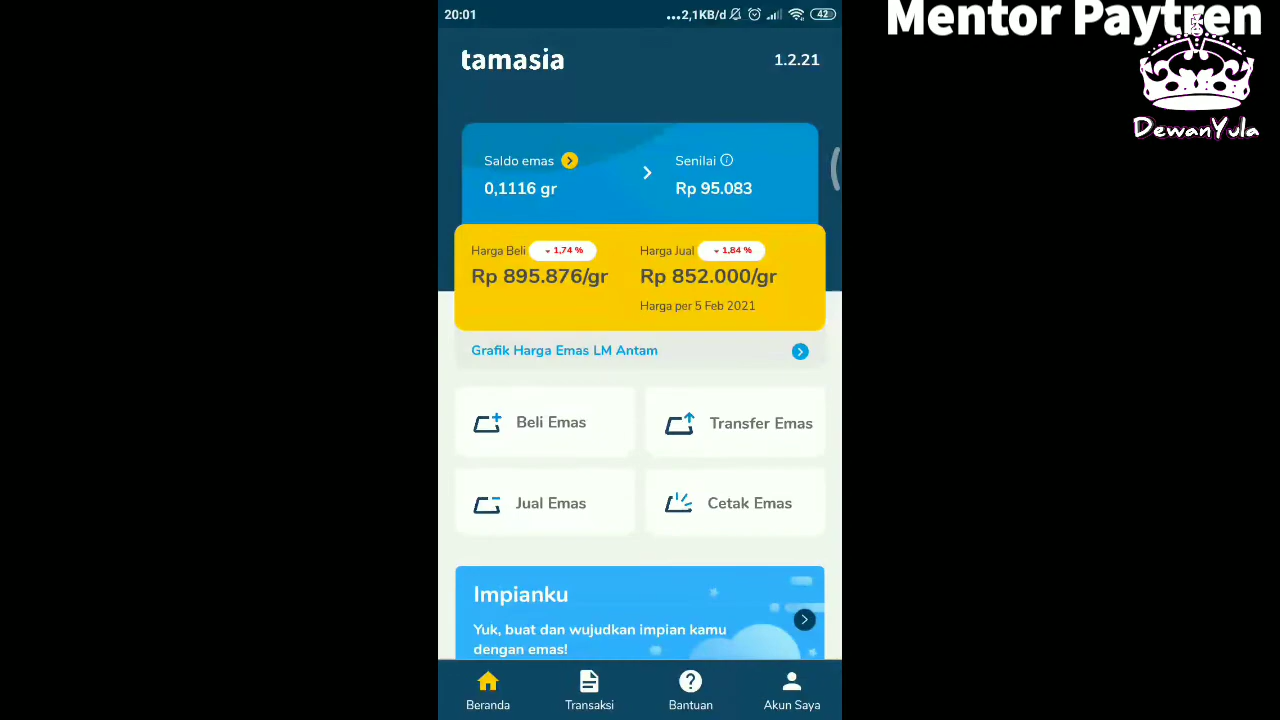 20:01
...2,1KB/d
42
Mentor Paytren
DewanYula
tamasia
1.2.21
Saldo emas
Senilai
0,1116 gr
Rp 95.083
Harga Beli
1,74 %
Harga Jual
1,84 %
Rp 895.876/gr
Rp 852.000/gr
Harga per 5 Feb 2021
Grafik Harga Emas LM Antam
Beli Emas
Transfer Emas
Jual Emas
Cetak Emas
Impianku
Yuk, buat dan wujudkan impian kamu
dengan emas!
Beranda
Transaksi
Bantuan
Akun Saya